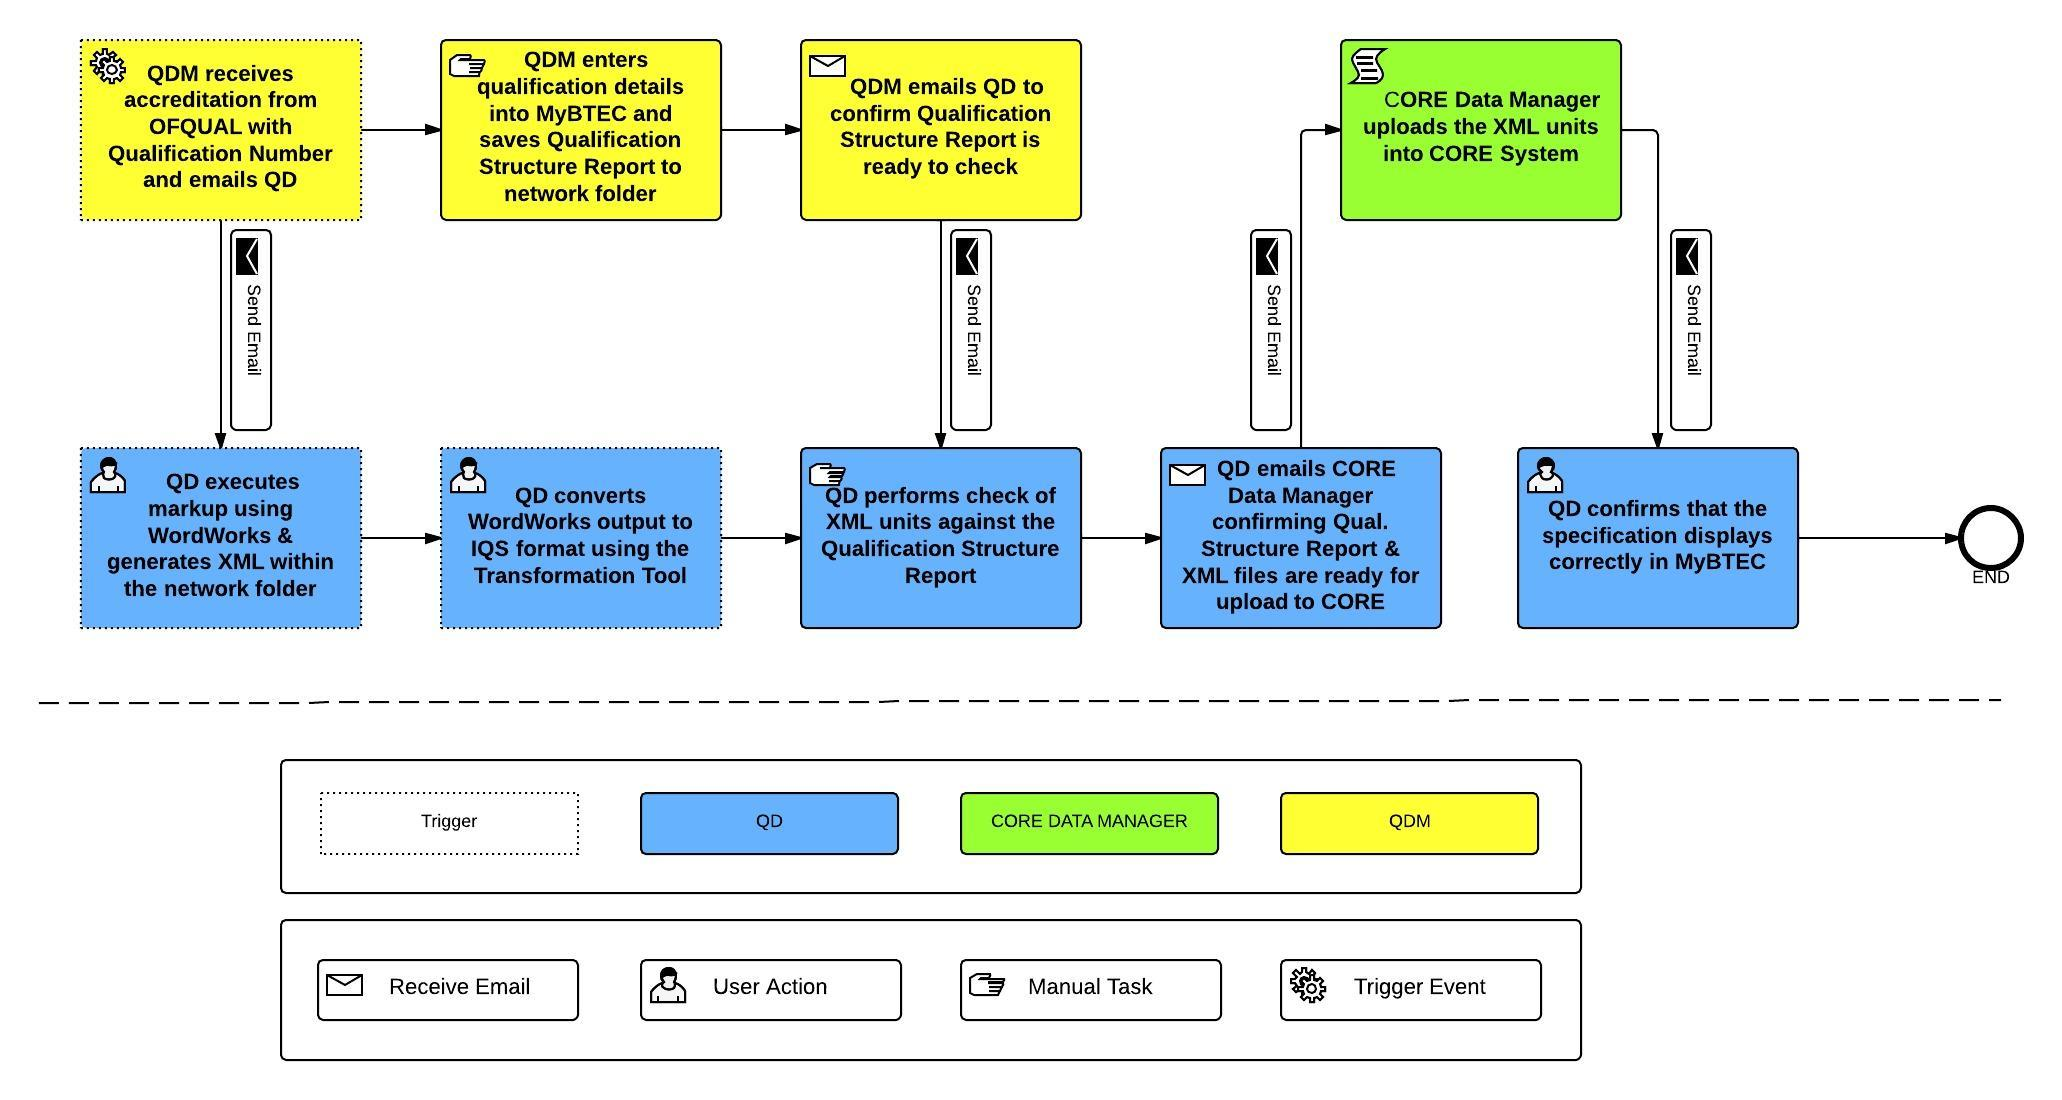 QDM receives
accreditation from
OFQUAL with
Qualification Number
and emails QD
QDM enters
qualification details
into MyBTEC and
saves Qualification
Structure Report to
network folder
QDM emails QD to
confirm Qualification
Structure Report is
ready to check
CORE Data Manager
uploads the XML units
into CORE System
Send Email
Send Email
Send Email
Send Email
QD executes
markup using
WordWorks &
generates XML within
the network folder
QD converts
WordWorks output to
IQS format using the
Transformation Tool
QD performs check of
XML units against the
Qualification Structure
Report
QD emails CORE
Data Manager
confirming Qual.
Structure Report &
XML files are ready for
upload to CORE
QD confirms that the
specification displays
correctly in MyBTEC
END
Trigger
QD
CORE DATA MANAGER
QDM
Receive Email
User Action
Manual Task
Trigger Event